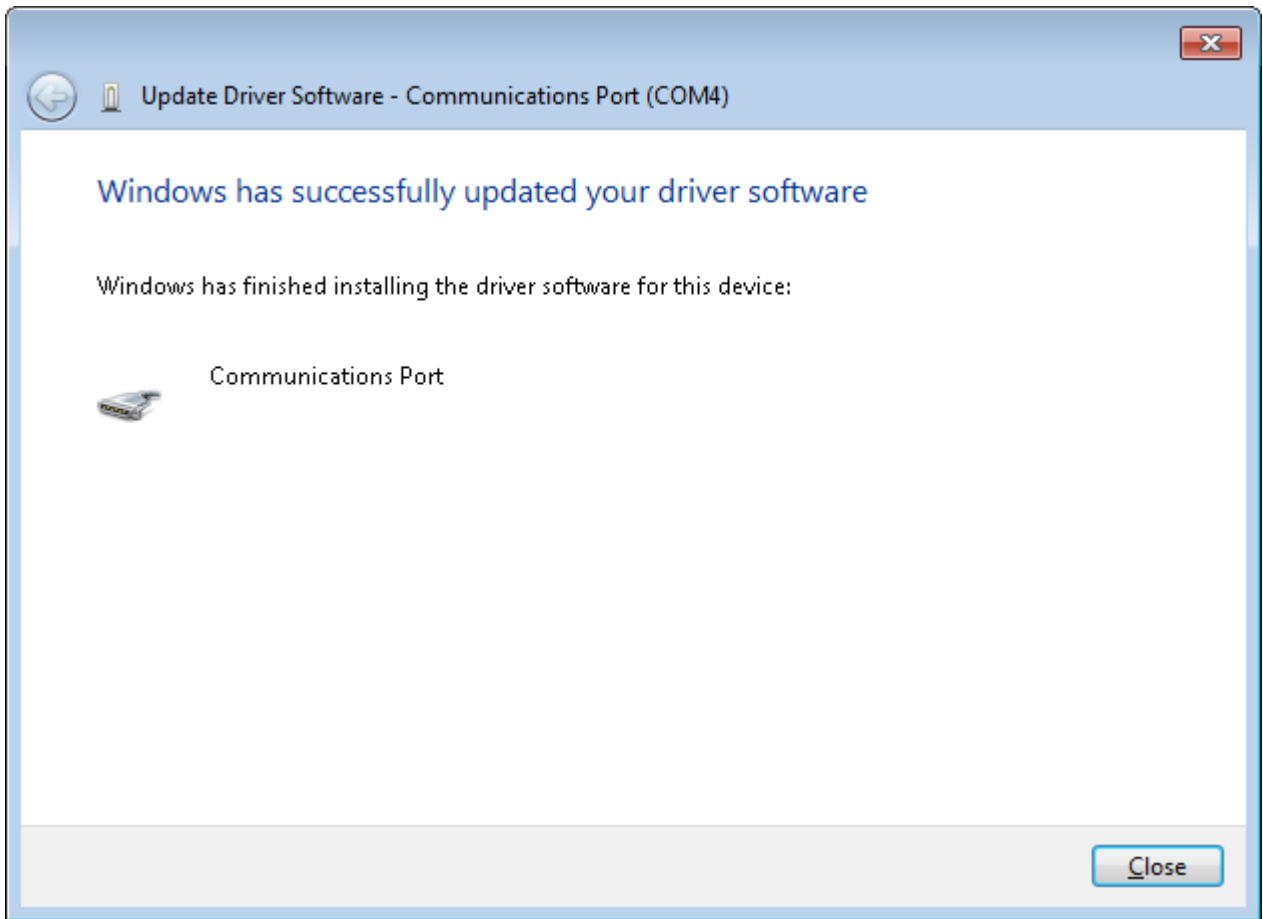 Update Driver Software - Communications Port (COM4)
Windows has successfully updated your driver software
Windows has finished installing the driver software for this device:
Communications Port
Close